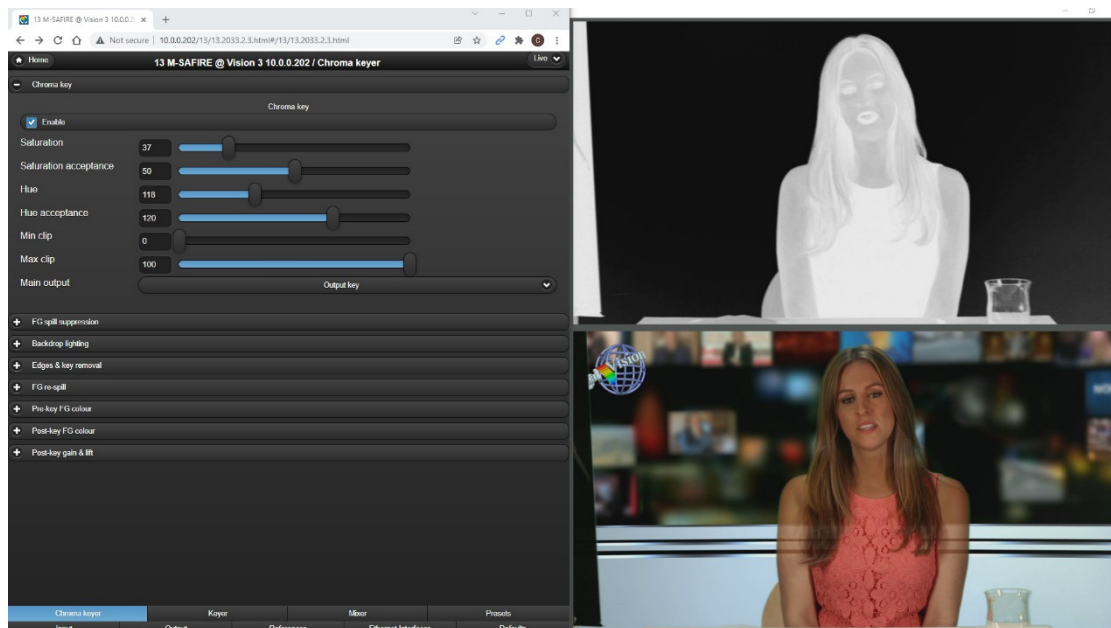 13 M-SAFIRE @ Vision 3 10.0.0.20
Not secure | 10.0.0.202/13/13.2033.2.3.html#/13/13.2033.2.3.html
Home
13 M-SAFIRE @ Vision 3 10.0.0.202 / Chroma keyer
Live
Chroma key
Chroma key
Enable
Saturation 37
Saturation acceptance 50
Hue 118
Hue acceptance 120
Min clip 0
Max clip 100
Main output Output key
FG spill suppression
Backdrop lighting
Edges & key removal
FG re-spill
Pre-key FG colour
Post-key FG colour
Post-key gain & lift
Chroma keyer Keyer Mixer Presets
Input Output References Ethernet Interfaces Defaults
Vision